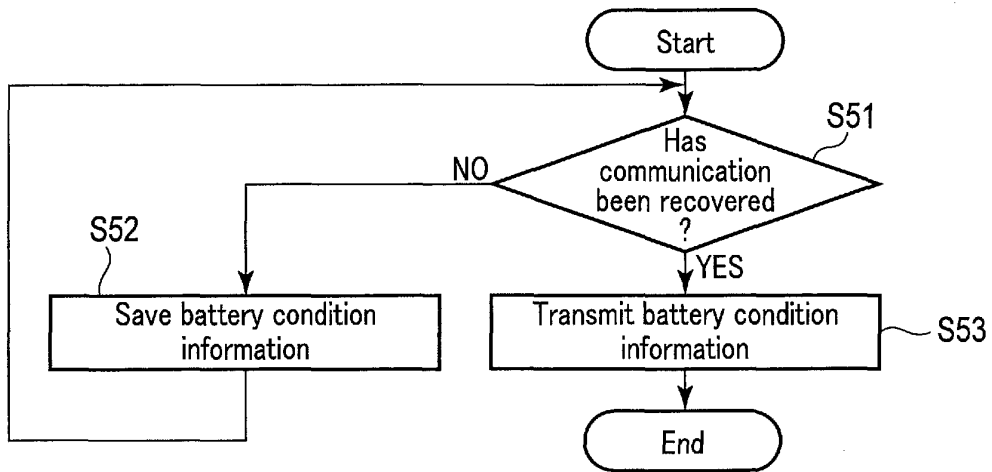 Start
S51
Has
communication
been recovered
?
NO
YES
S52
Save battery condition
information
Transmit battery condition
information
S53
End